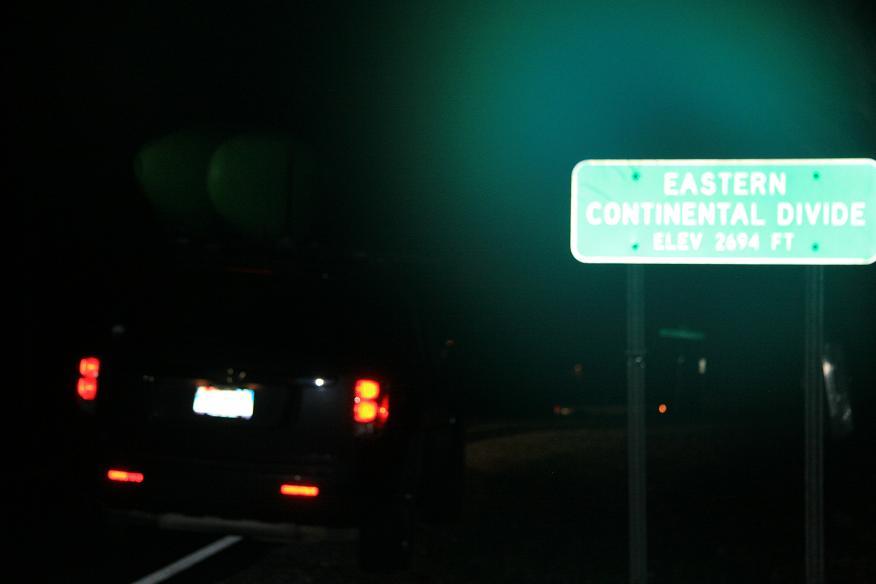 EASTERN
CONTINENTAL DIVIDE
ELEV 2694 FT